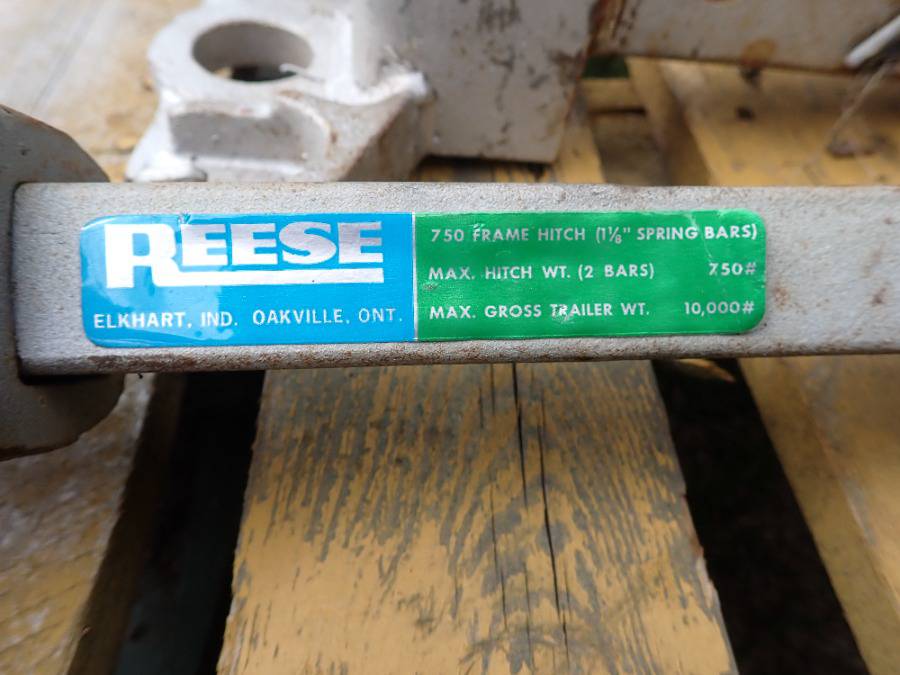 REESE
ELKHART, IND. OAKVILLE, ONT.
750 FRAME HITCH (1⅛" SPRING BARS)
MAX. HITCH WT. (2 BARS) 750#
MAX. GROSS TRAILER WT. 10,000#